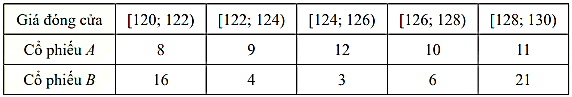 Giá đóng cửa [120; 122) [122; 124) [124; 126) [126; 128) [128; 130)
Cổ phiếu A 8 9 12 10 11
Cổ phiếu B 16 4 3 6 21